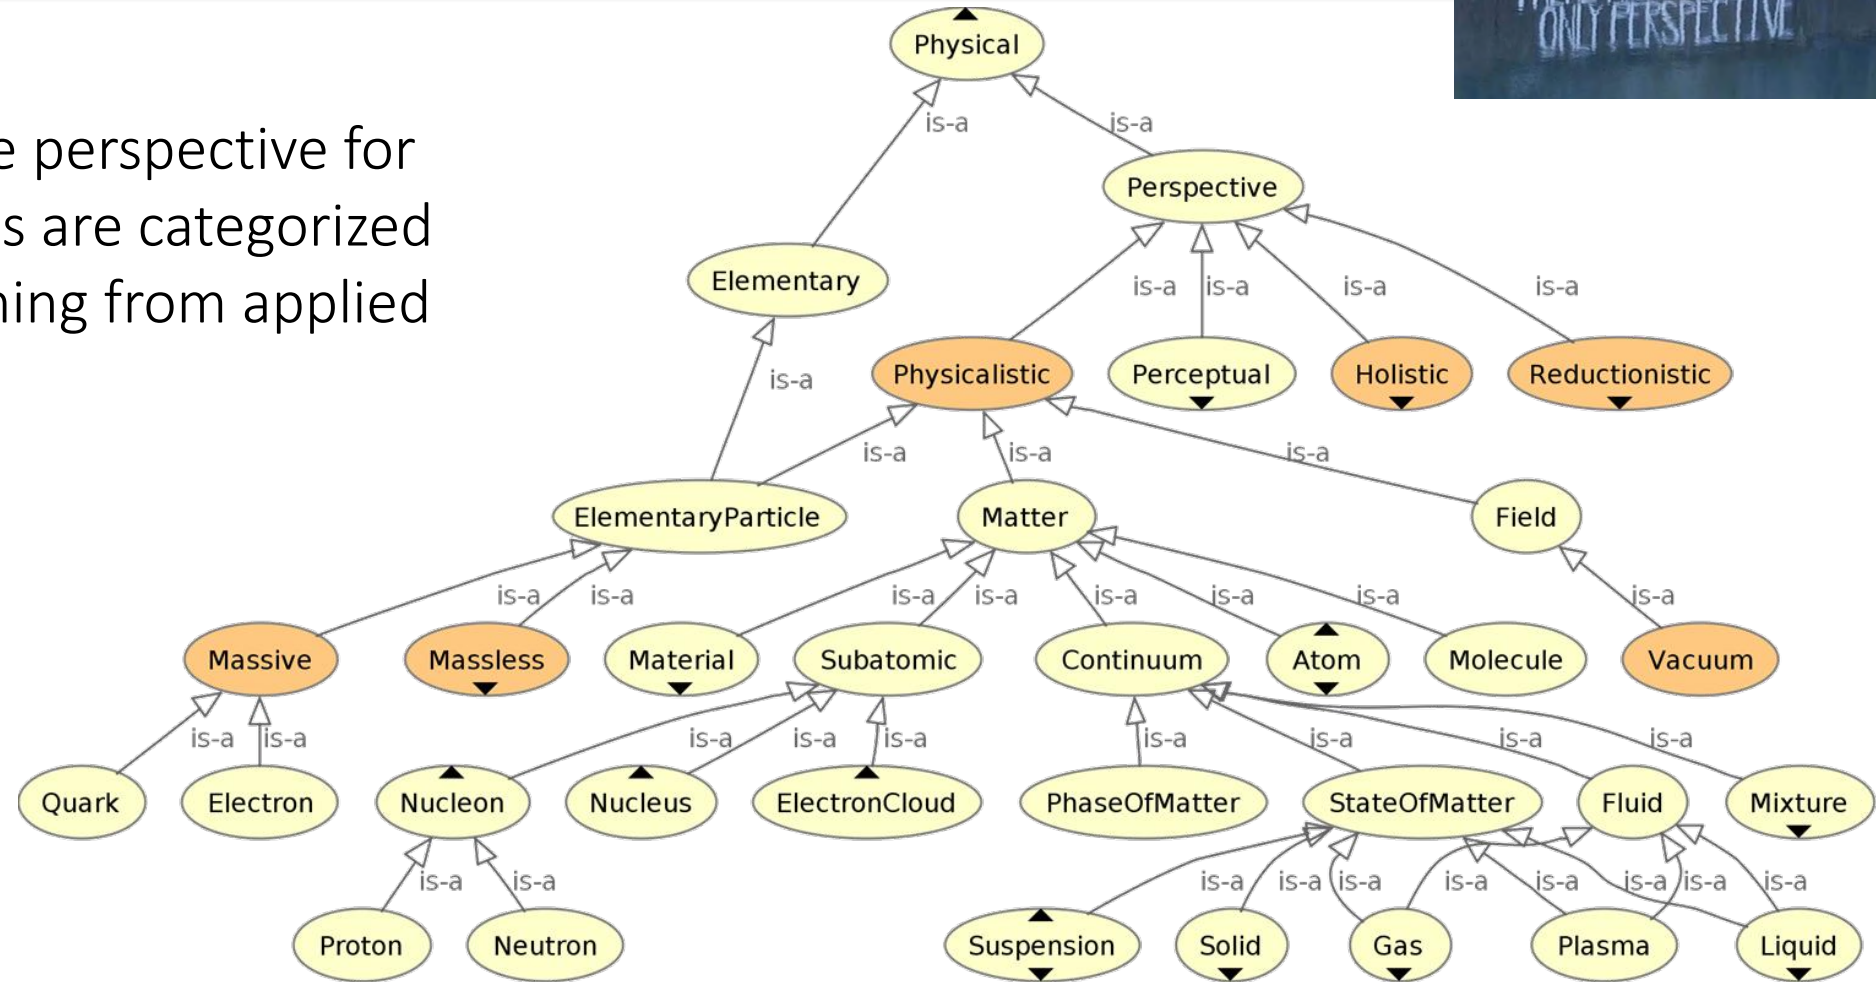 ONLY PERSPECTIVE
Physical
is-a
is-a
e perspective for
Perspective
s are categorized
Elementary
is-a
is-a
is-a
is-a
ning from applied
is-a
Physicalistic
Perceptual
Holistic
Reductionistic
is-a
is-a
is-a
ElementaryParticle
Matter
Field
is-a
is-a
is-a
is-a
is-a
is-a
is-a
is-a
Massive
Massless
Material
Subatomic
Continuum
Atom
Molecule
Vacuum
is-a
is-a
is-a
is-a
is-a
is-a
is-a
is-a
is-a
Quark
Electron
Nucleon
Nucleus
ElectronCloud
PhaseOfMatter
StateOfMatter
Fluid
Mixture
is-a
is-a
is-a
is-a
is-a
is-a
is-a
is-a
is-a
is-a
Proton
Neutron
Suspension
Solid
Gas
Plasma
Liquid